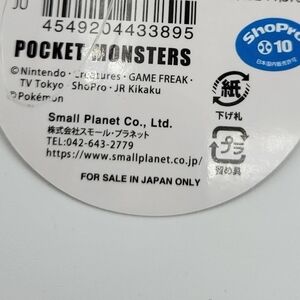 4549204433895
POCKET MONSTERS
©Nintendo・Creatures・GAME FREAK・
TV Tokyo・ShoPro・JR Kikaku
©Pokémon
ShoPro
10
日本国内販売許可
紙
下げ札
Small Planet Co., Ltd.
株式会社スモール・プラネット
TEL:042-643-2779
https://www.smallplanet.co.jp/
プラ
留め具
FOR SALE IN JAPAN ONLY